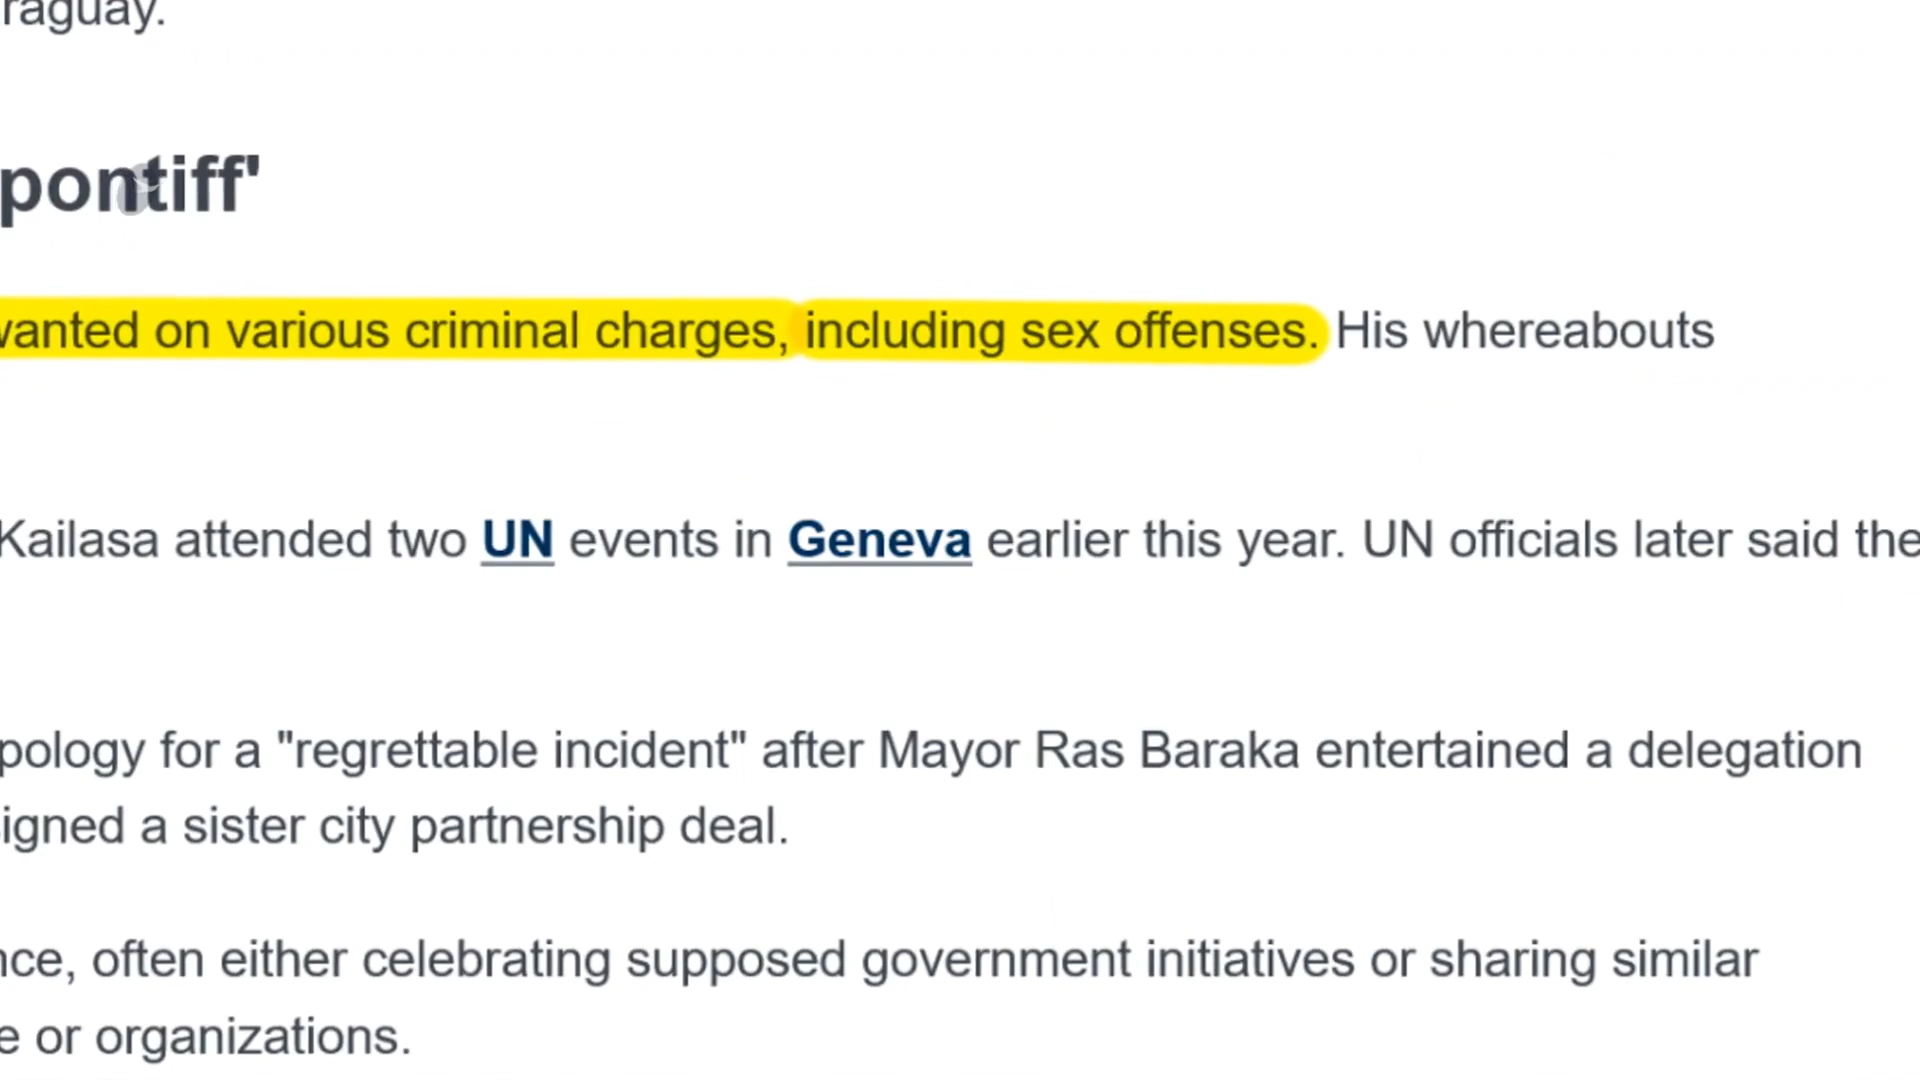 raguay.
pontiff'
wanted on various criminal charges, including sex offenses. His whereabouts
Kailasa attended two UN events in Geneva earlier this year. UN officials later said the
pology for a "regrettable incident" after Mayor Ras Baraka entertained a delegation
igned a sister city partnership deal.
nce, often either celebrating supposed government initiatives or sharing similar
e or organizations.